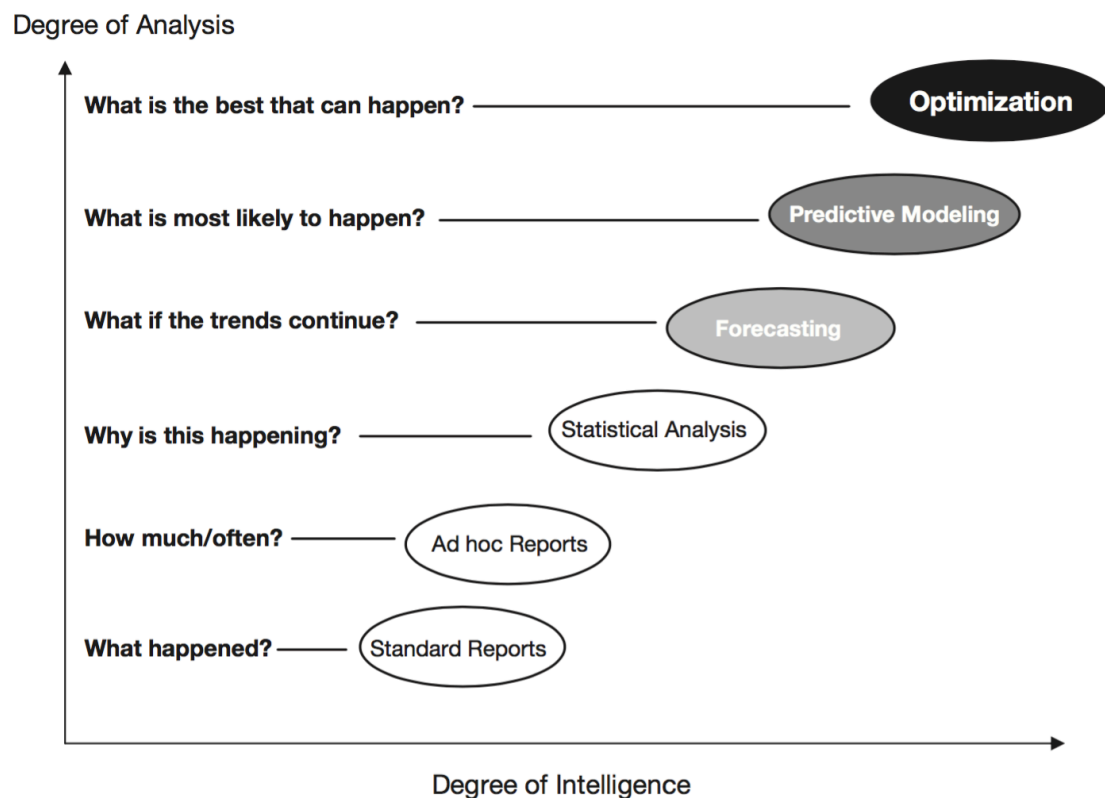 Degree of Analysis
What is the best that can happen?
Optimization
What is most likely to happen?
Predictive Modeling
What if the trends continue?
Forecasting
Why is this happening?
Statistical Analysis
How much/often?
Ad hoc Reports
What happened?
Standard Reports
Degree of Intelligence